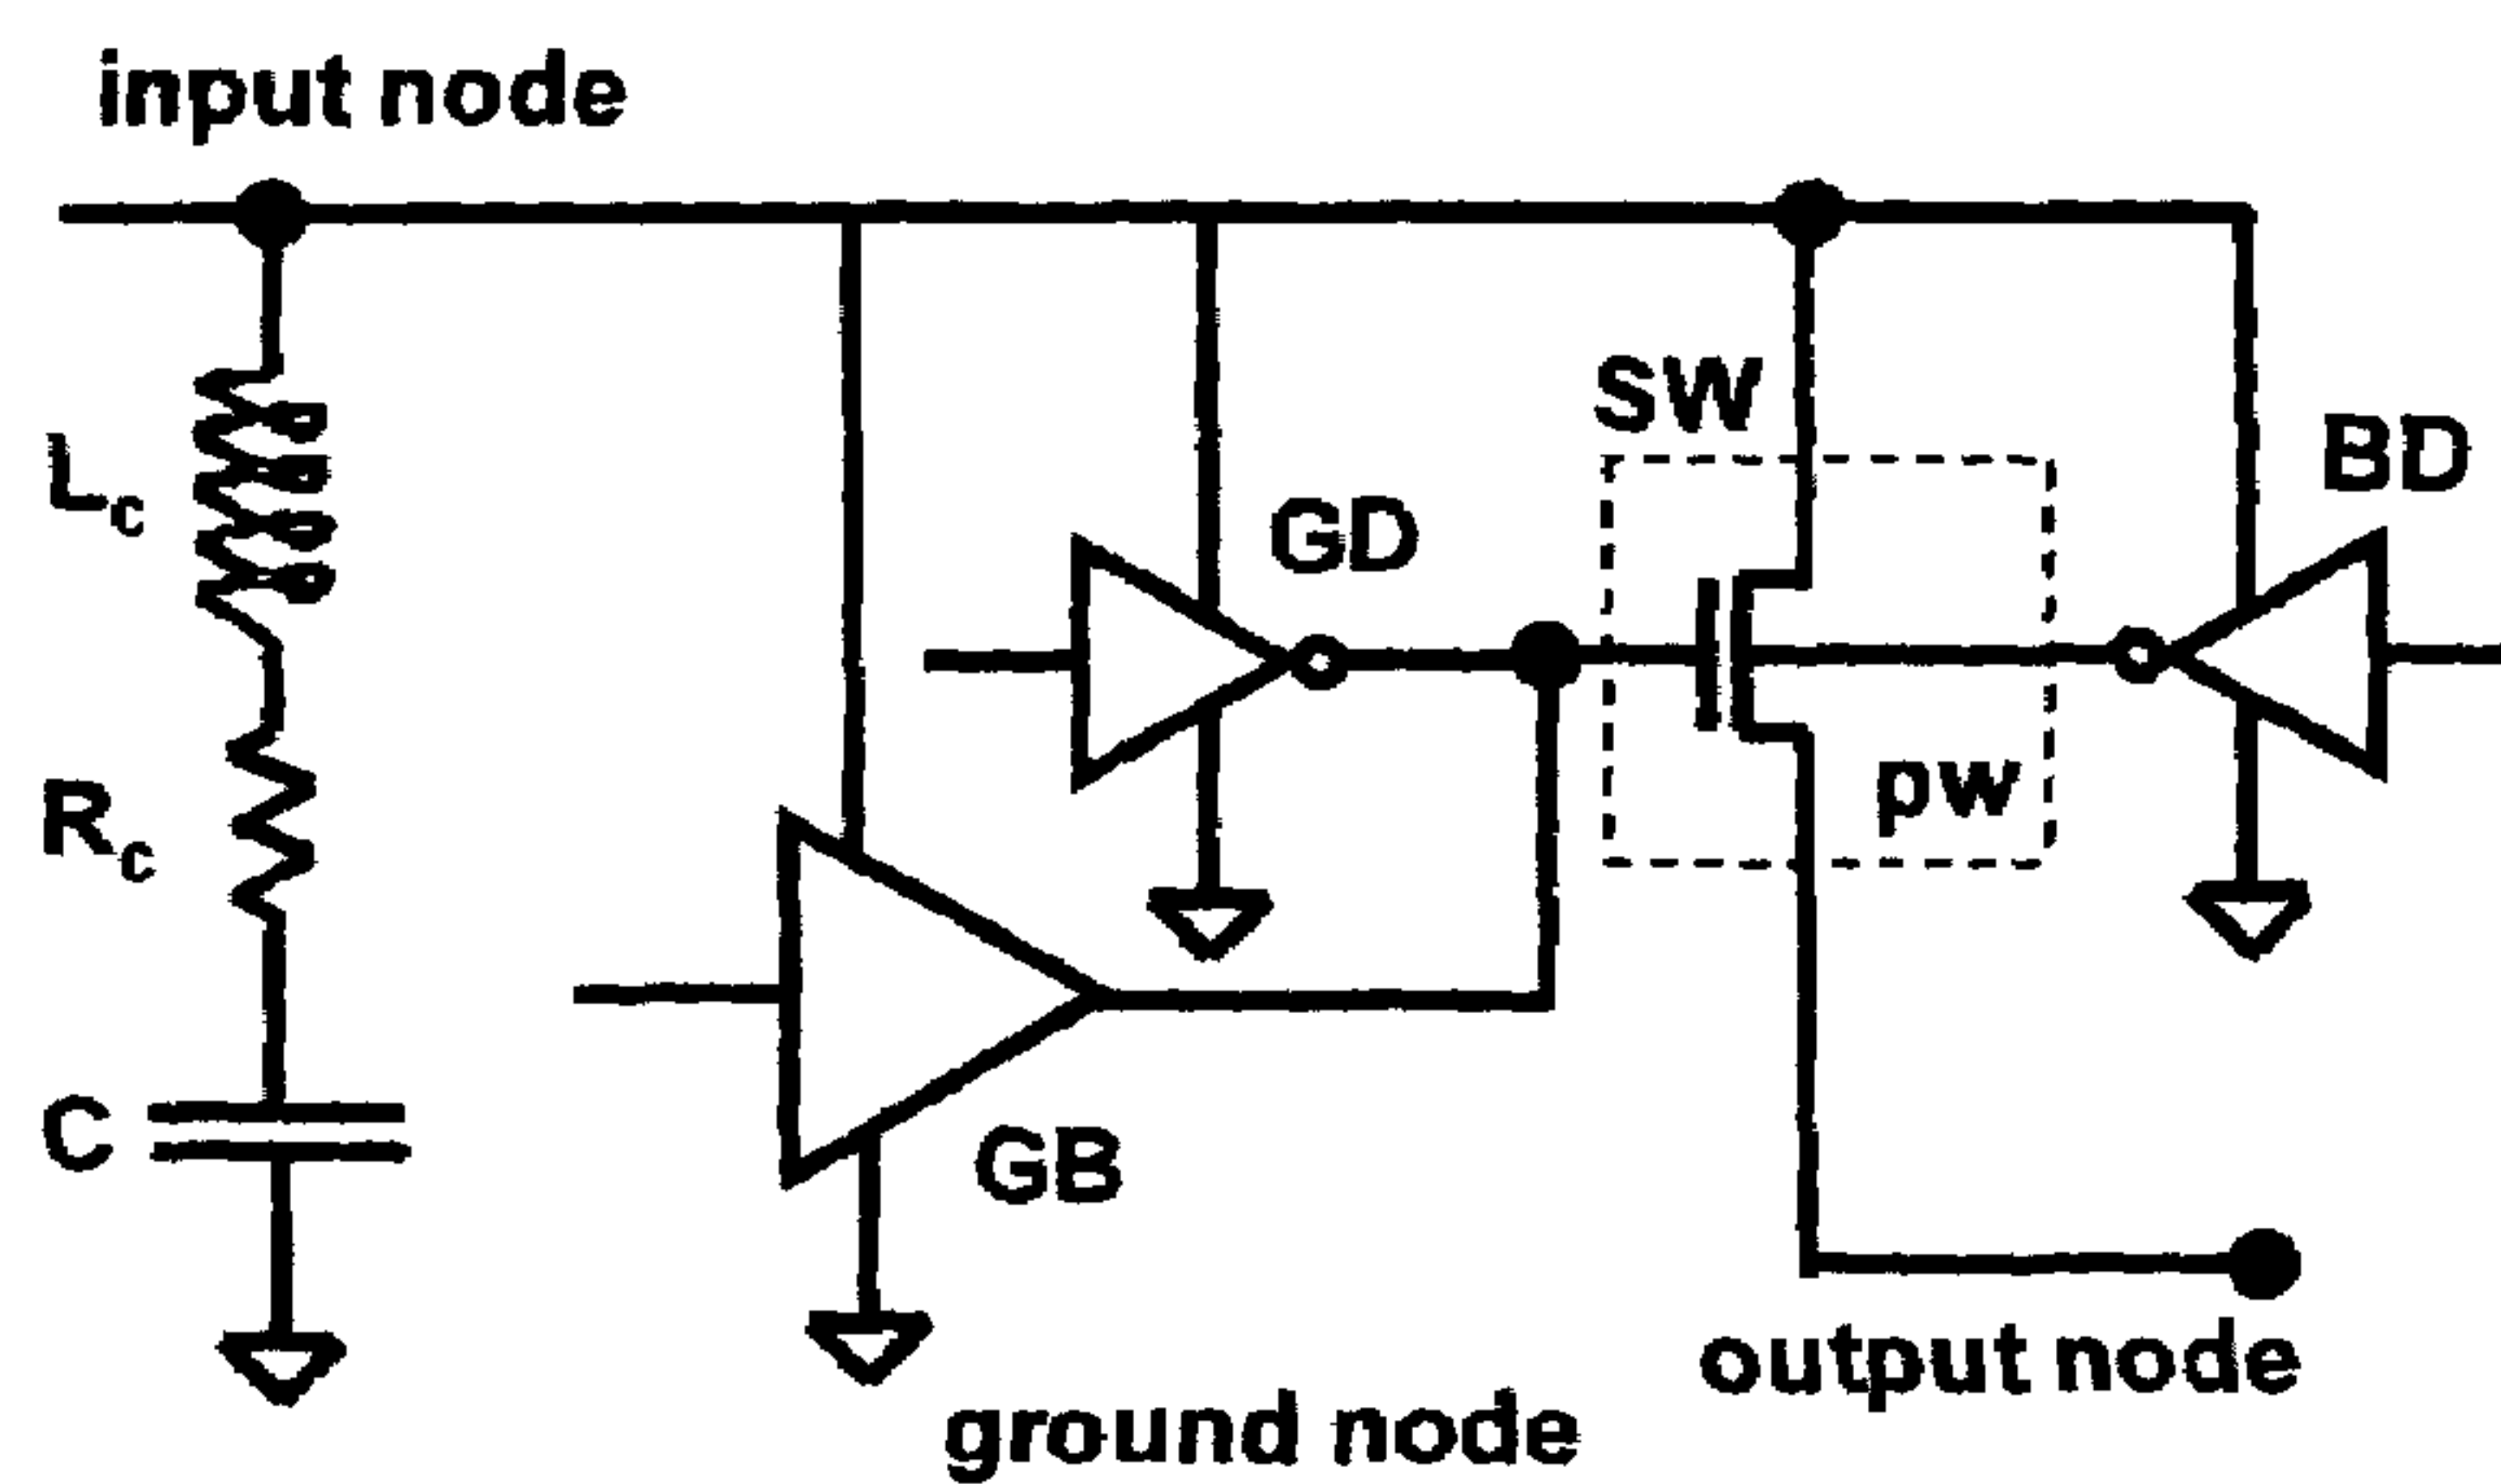 input node
SW
BD
Lc
GD
pw
Rc
C
GB
output node
ground node